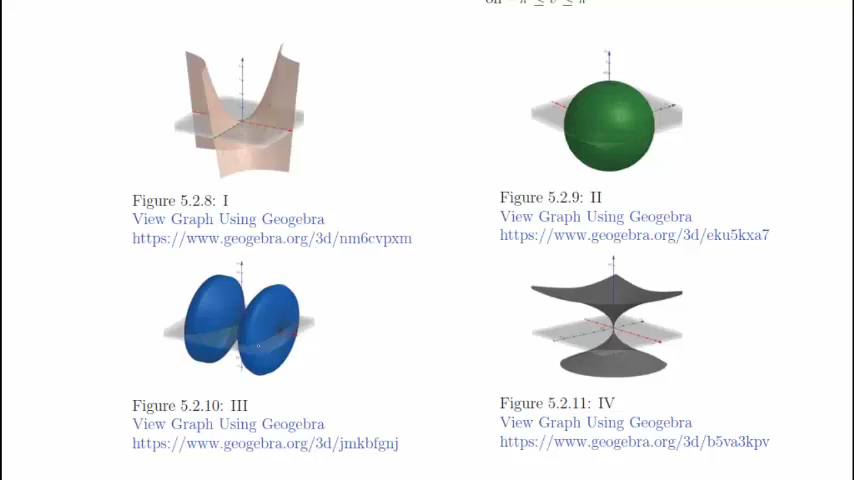 Figure 5.2.8: I
View Graph Using Geogebra
https://www.geogebra.org/3d/nm6cvpxm
Figure 5.2.9: II
View Graph Using Geogebra
https://www.geogebra.org/3d/eku5kxa7
Figure 5.2.10: III
View Graph Using Geogebra
https://www.geogebra.org/3d/jmkbfgnj
Figure 5.2.11: IV
View Graph Using Geogebra
https://www.geogebra.org/3d/b5va3kpv